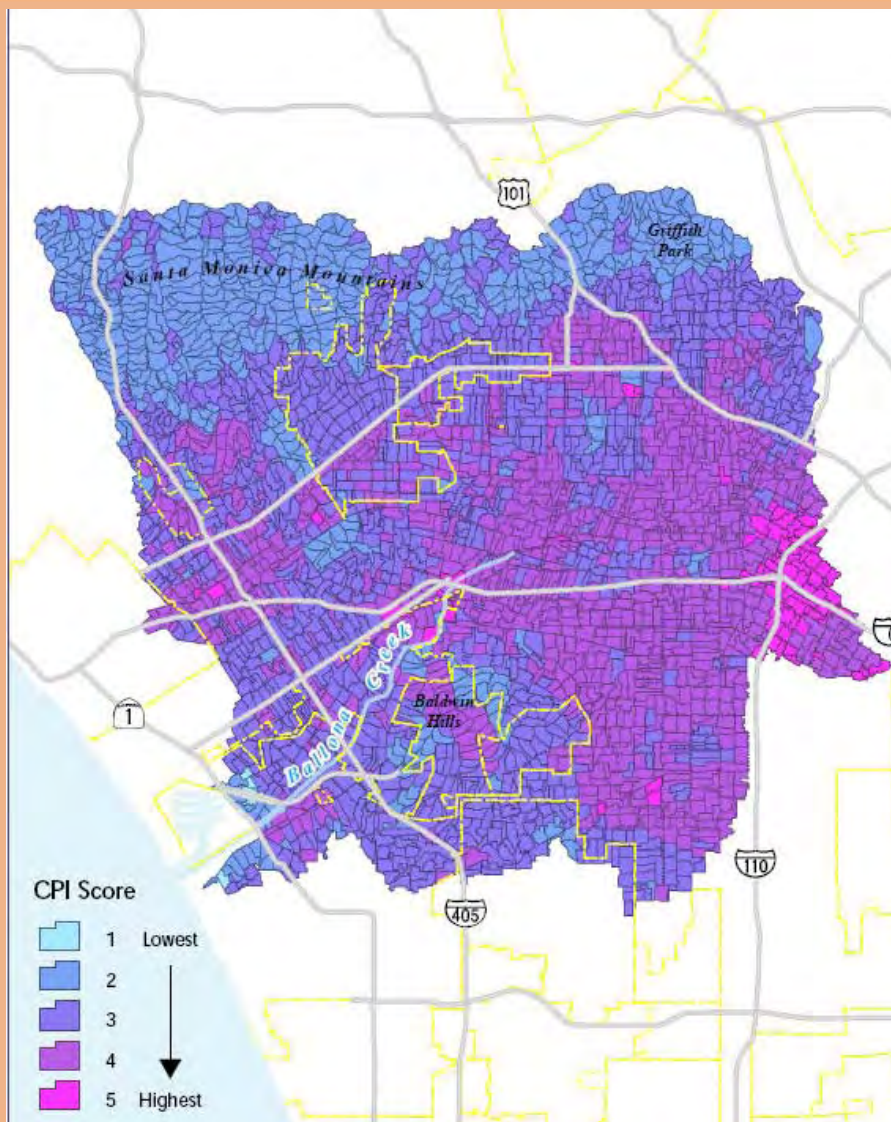 101
Griffith
Park
Santa Monica Mountains
Ballona Creek
Baldwin
Hills
1
110
405
CPI Score
1 Lowest
2
3
4
5 Highest